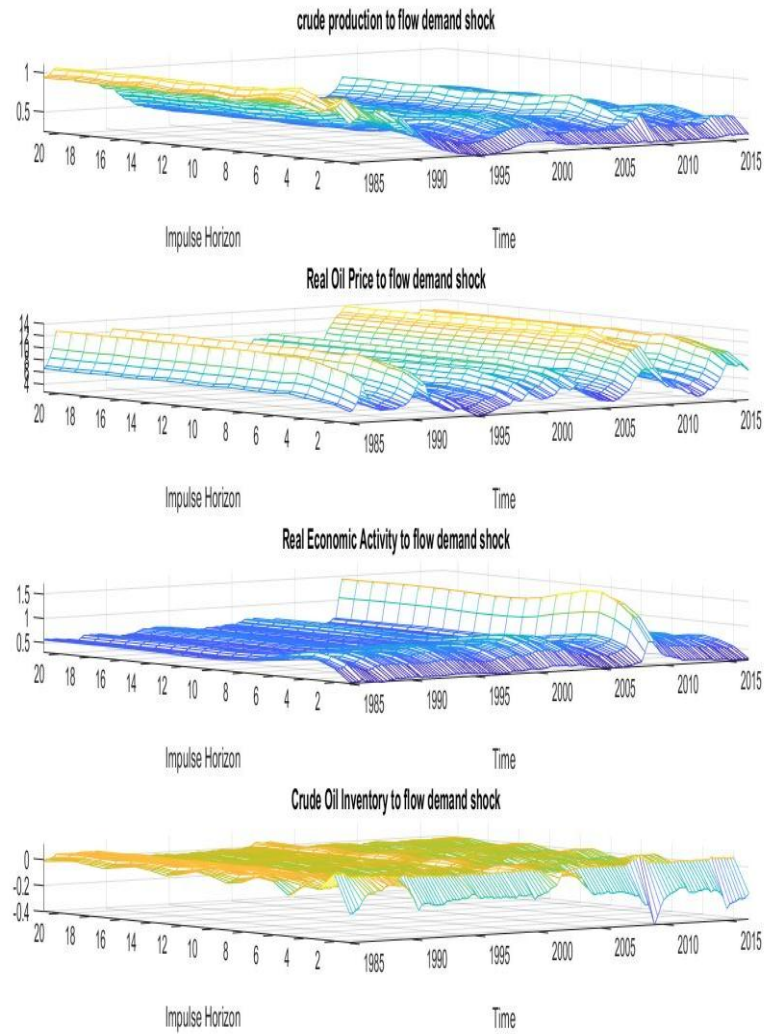 crude production to flow demand shock
1
0.5
20 18 16 14 12 10 8 6 4 2 1985 1990 1995 2000 2005 2010 2015
Impulse Horizon Time
Real Oil Price to flow demand shock
14
20 18 16 14 12 10 8 6 4 2 1985 1990 1995 2000 2005 2010 2015
Impulse Horizon Time
Real Economic Activity to flow demand shock
1.5
1
0.5
20 18 16 14 12 10 8 6 4 2 1985 1990 1995 2000 2005 2010 2015
Impulse Horizon Time
Crude Oil Inventory to flow demand shock
0
-0.2
-0.4
20 18 16 14 12 10 8 6 4 2 1985 1990 1995 2000 2005 2010 2015
Impulse Horizon Time